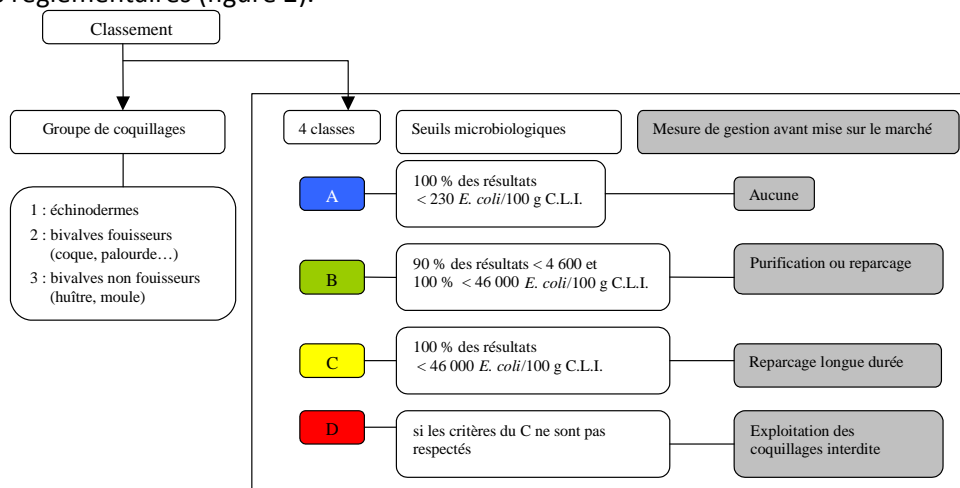 s réglementaires (figure 2).
Classement
Groupe de coquillages
4 classes
Seuils microbiologiques
Mesure de gestion avant mise sur le marché
1 : échinodermes
2 : bivalves fouisseurs
(coque, palourde…)
3 : bivalves non fouisseurs
(huître, moule)
A
100 % des résultats
< 230 E. coli/100 g C.L.I.
Aucune
B
90 % des résultats < 4 600 et
100 % < 46 000 E. coli/100 g C.L.I.
Purification ou reparcage
C
100 % des résultats
< 46 000 E. coli/100 g C.L.I.
Reparcage longue durée
D
si les critères du C ne sont pas
respectés
Exploitation des
coquillages interdite